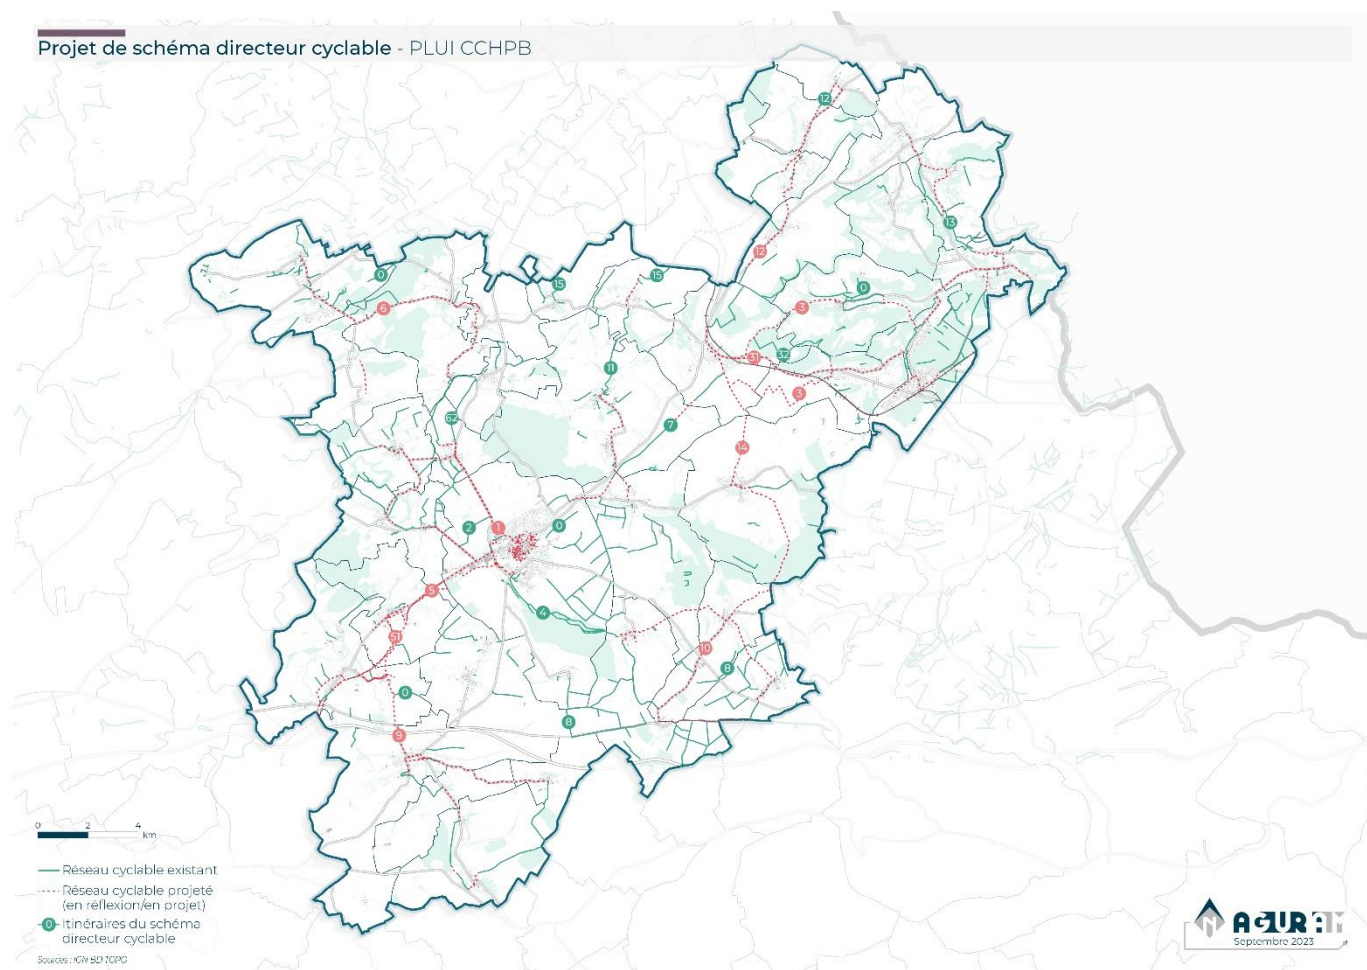 Projet de schéma directeur cyclable - PLUI CCHPB
12
13
12
0
15
15
0
6
3
31
32
11
3
62
7
14
2
1
0
5
4
51
10
8
0
8
9
0 2 4
km
Réseau cyclable existant
Réseau cyclable projeté
(en réflexion/en projet)
0 Itinéraires du schéma
directeur cyclable
Sources : IGN BD TOPO
N AGURAM
Septembre 2023